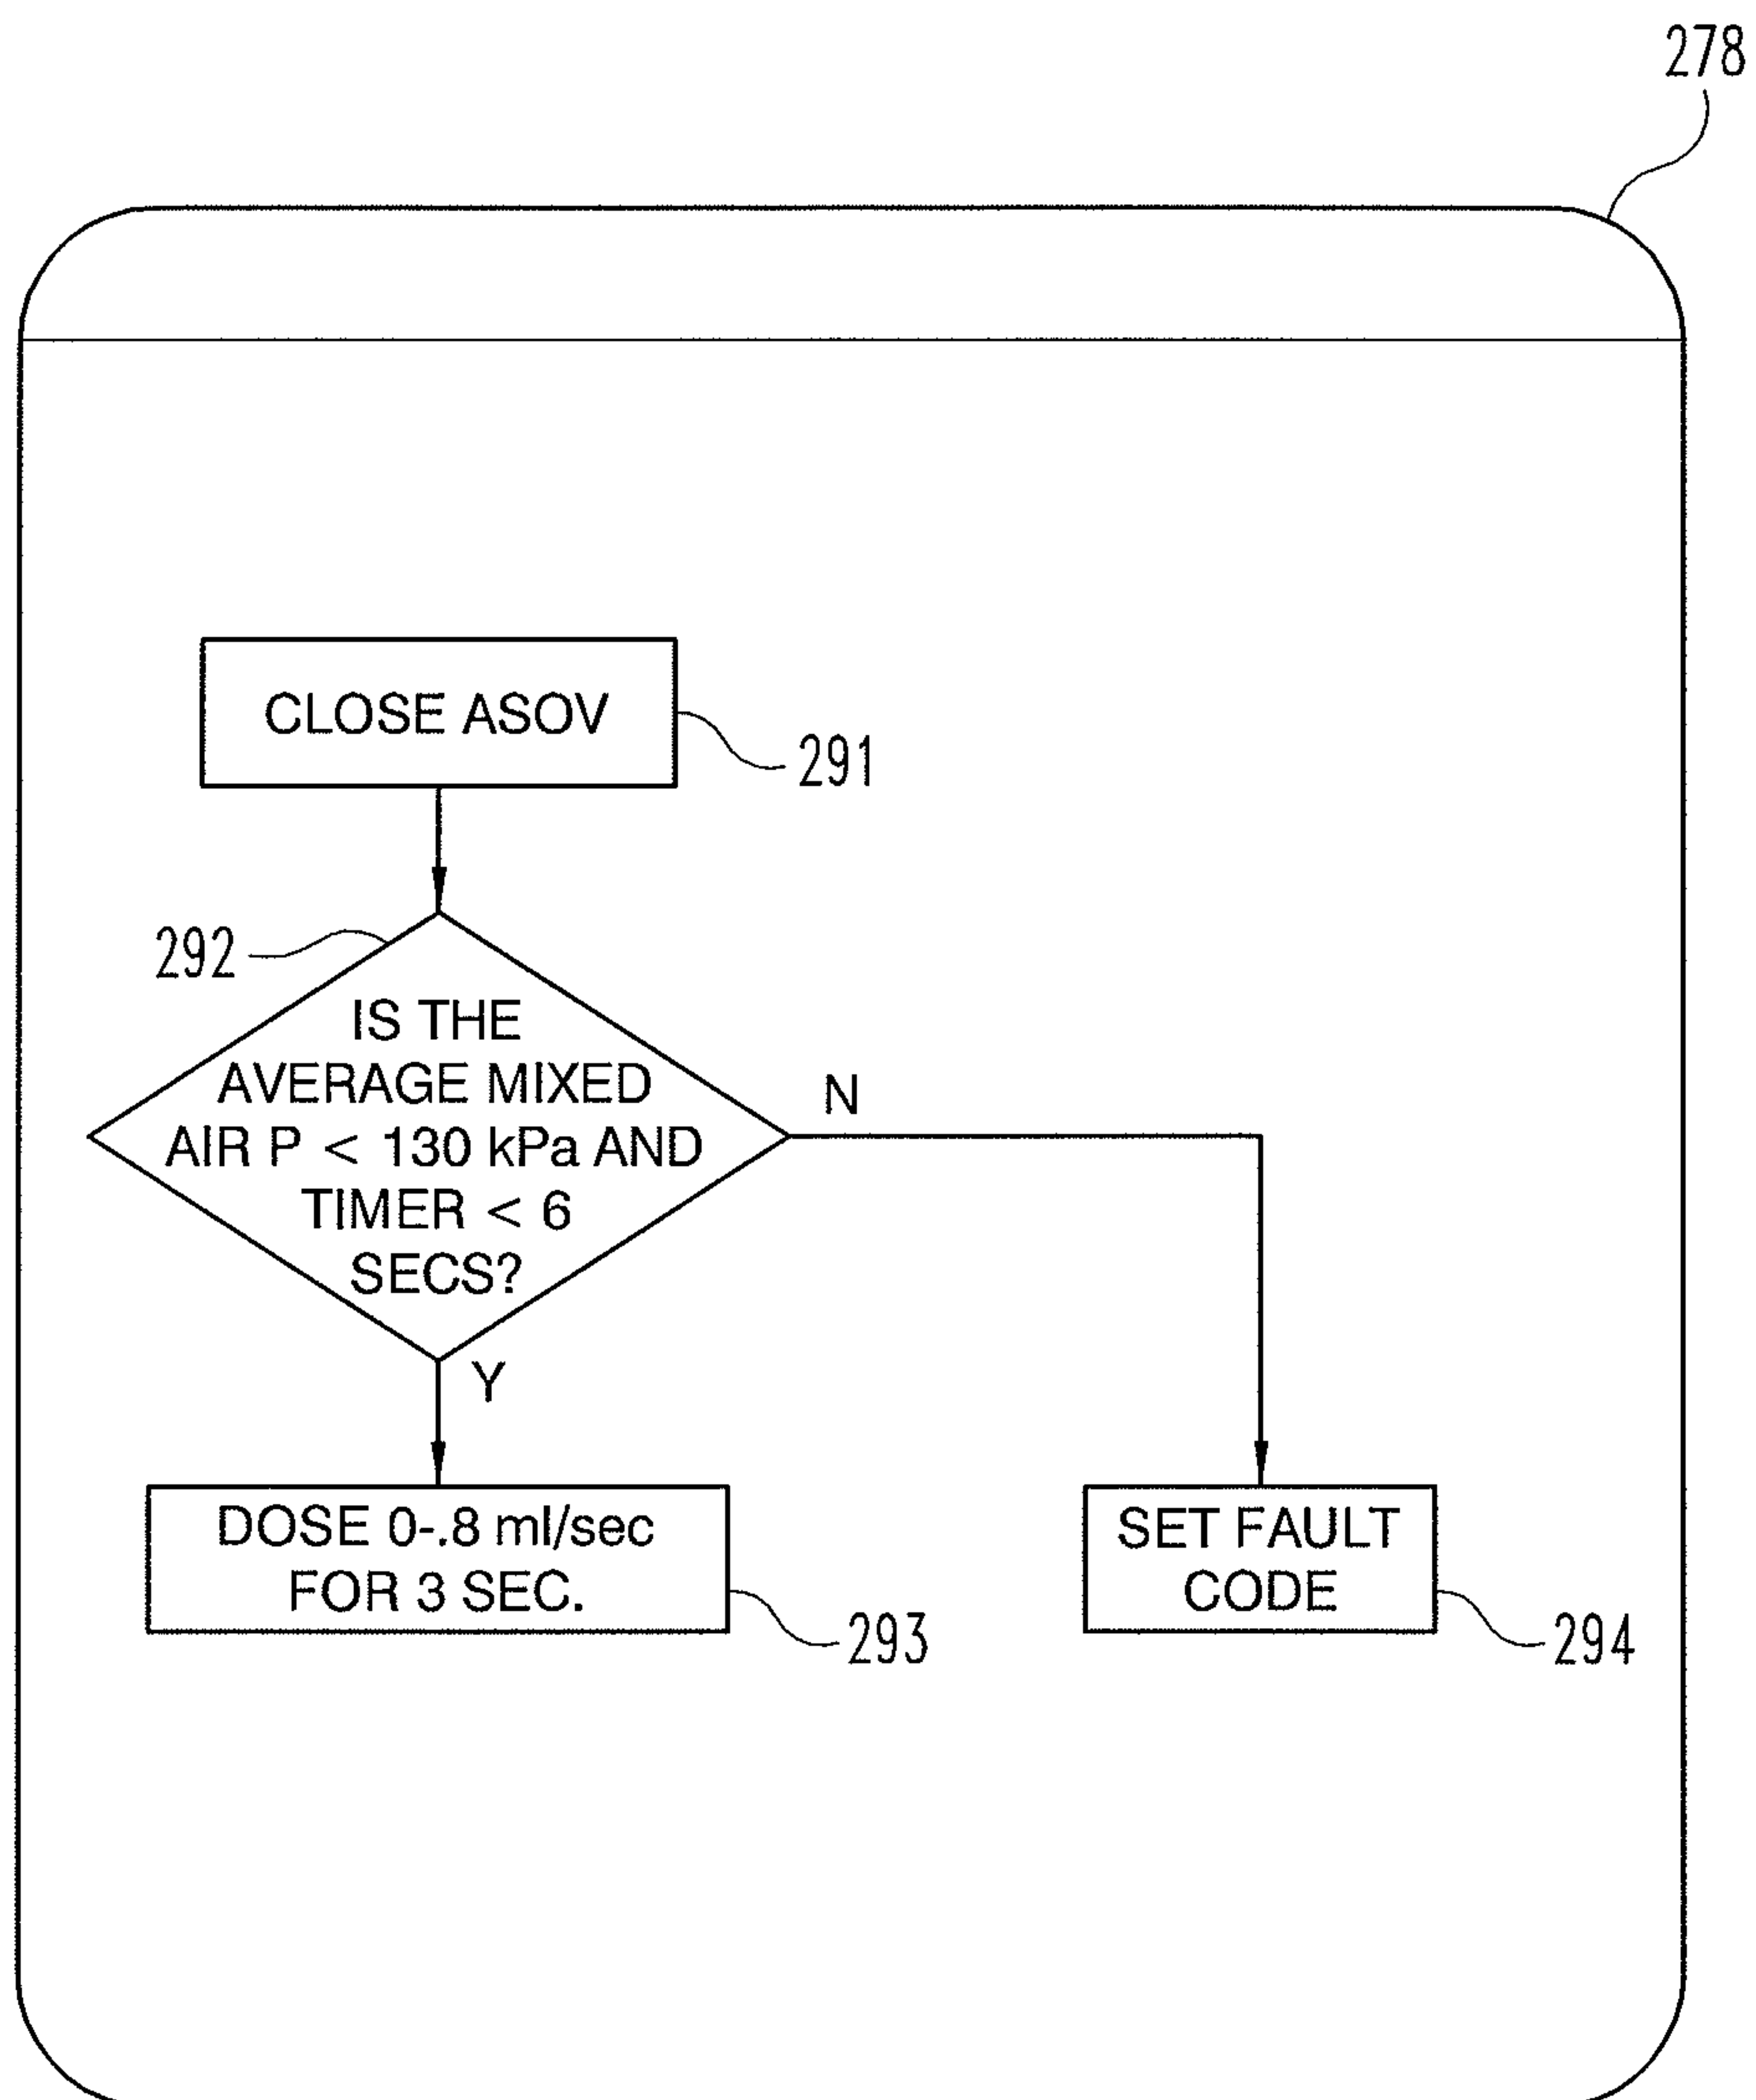 278
CLOSE ASOV
291
292
IS THE
AVERAGE MIXED
AIR P < 130 kPa AND
TIMER < 6
SECS?
N
Y
DOSE 0-.8 ml/sec
FOR 3 SEC.
293
SET FAULT
CODE
294